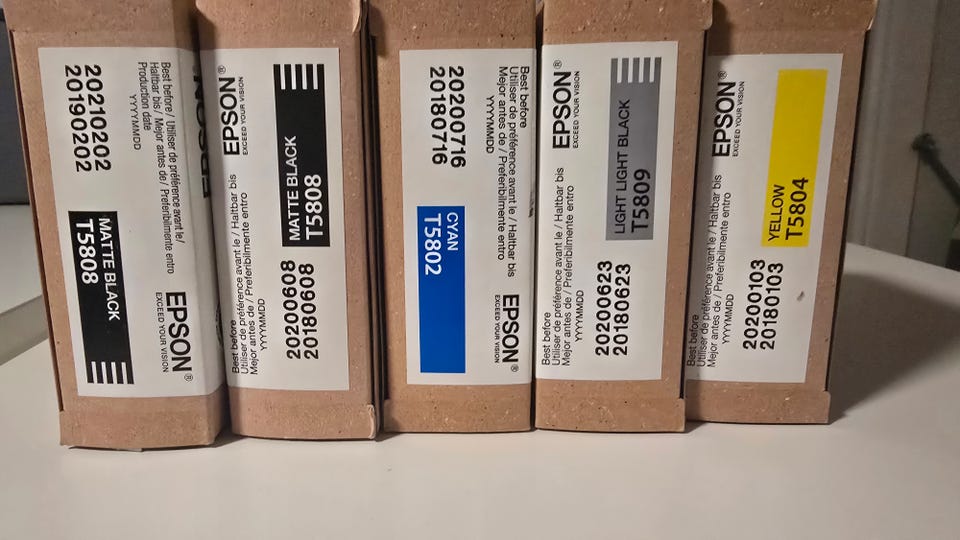 MATTE BLACK
T5808
EPSON®
EXCEED YOUR VISION
Best before / Utiliser de préférence avant le /
Haltbar bis / Mejor antes de / Preferibilmente entro
Production date
YYYYMMDD
20210202
20190202
EPSON
EPSON®
EXCEED YOUR VISION
MATTE BLACK
T5808
Best before
Utiliser de préférence avant le / Haltbar bis
Mejor antes de / Preferibilmente entro
YYYYMMDD
20200608
20180608
CYAN
T5802
EPSON®
EXCEED YOUR VISION
Best before
Utiliser de préférence avant le / Haltbar bis
Mejor antes de / Preferibilmente entro
YYYYMMDD
20200716
20180716
EPSON®
EXCEED YOUR VISION
LIGHT LIGHT BLACK
T5809
Best before
Utiliser de préférence avant le / Haltbar bis
Mejor antes de / Preferibilmente entro
YYYYMMDD
20200623
20180623
EPSON®
EXCEED YOUR VISION
YELLOW
T5804
Best before
Utiliser de préférence avant le / Haltbar bis
Mejor antes de / Preferibilmente entro
YYYYMMDD
20200103
20180103